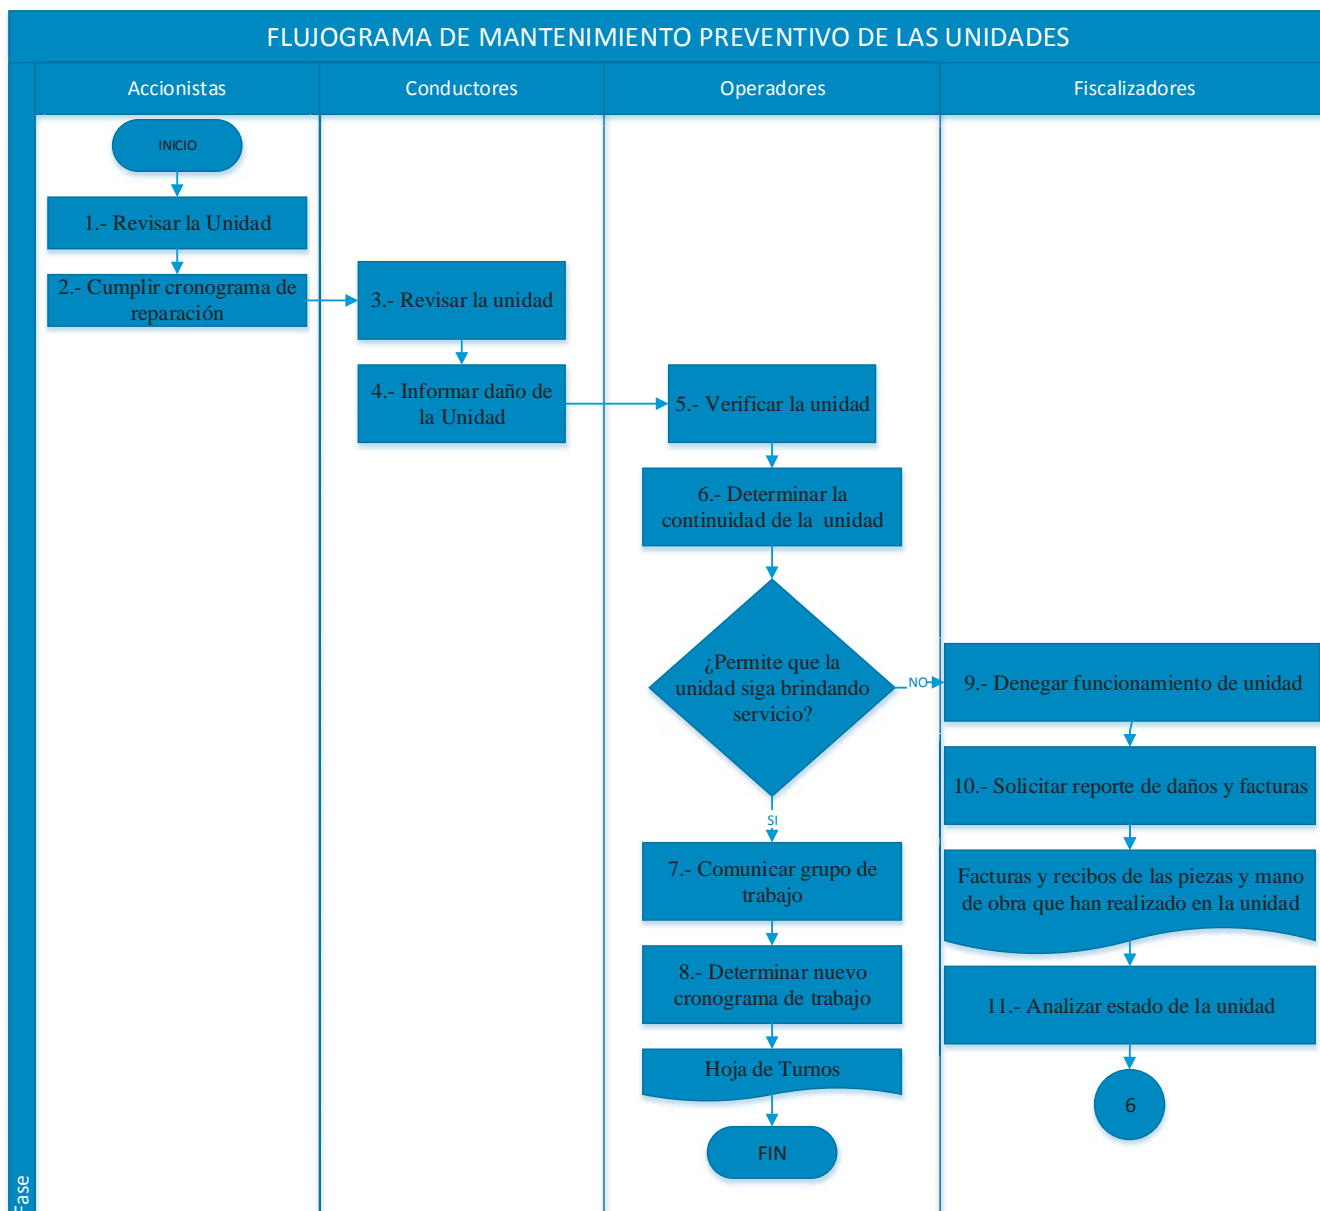 FLUJOGRAMA DE MANTENIMIENTO PREVENTIVO DE LAS UNIDADES
Accionistas
Conductores
Operadores
Fiscalizadores
INICIO
1.- Revisar la Unidad
2.- Cumplir cronograma de
reparación
3.- Revisar la unidad
4.- Informar daño de
la Unidad
5.- Verificar la unidad
6.- Determinar la
continuidad de la unidad
¿Permite que la
unidad siga brindando
servicio?
NO
9.- Denegar funcionamiento de unidad
10.- Solicitar reporte de daños y facturas
Facturas y recibos de las piezas y mano
de obra que han realizado en la unidad
11.- Analizar estado de la unidad
6
SI
7.- Comunicar grupo de
trabajo
8.- Determinar nuevo
cronograma de trabajo
Hoja de Turnos
FIN
Fase